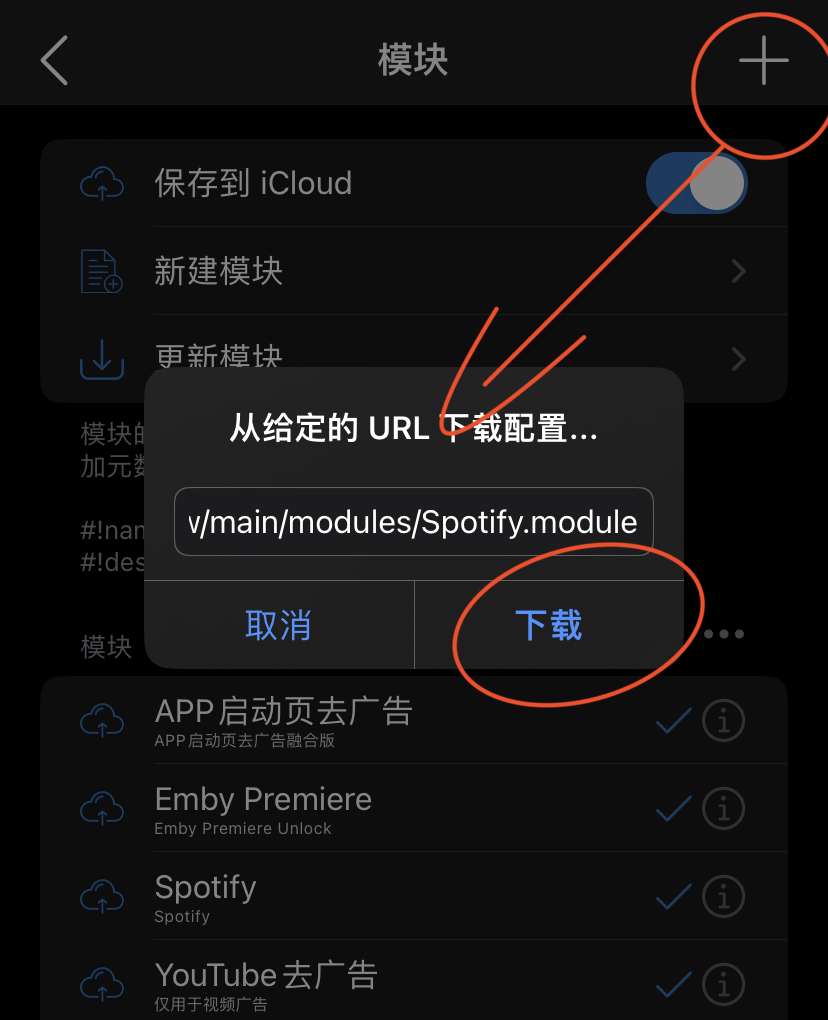 模块
保存到 iCloud
新建模块
更新模块
从给定的 URL 下载配置...
/main/modules/Spotify.module
模块
加元
#!nam
#!des
取消
下载
模块
APP启动页去广告
APP启动页去广告融合版
Emby Premiere
Emby Premiere Unlock
Spotify
Spotify
YouTube去广告
仅用于视频广告